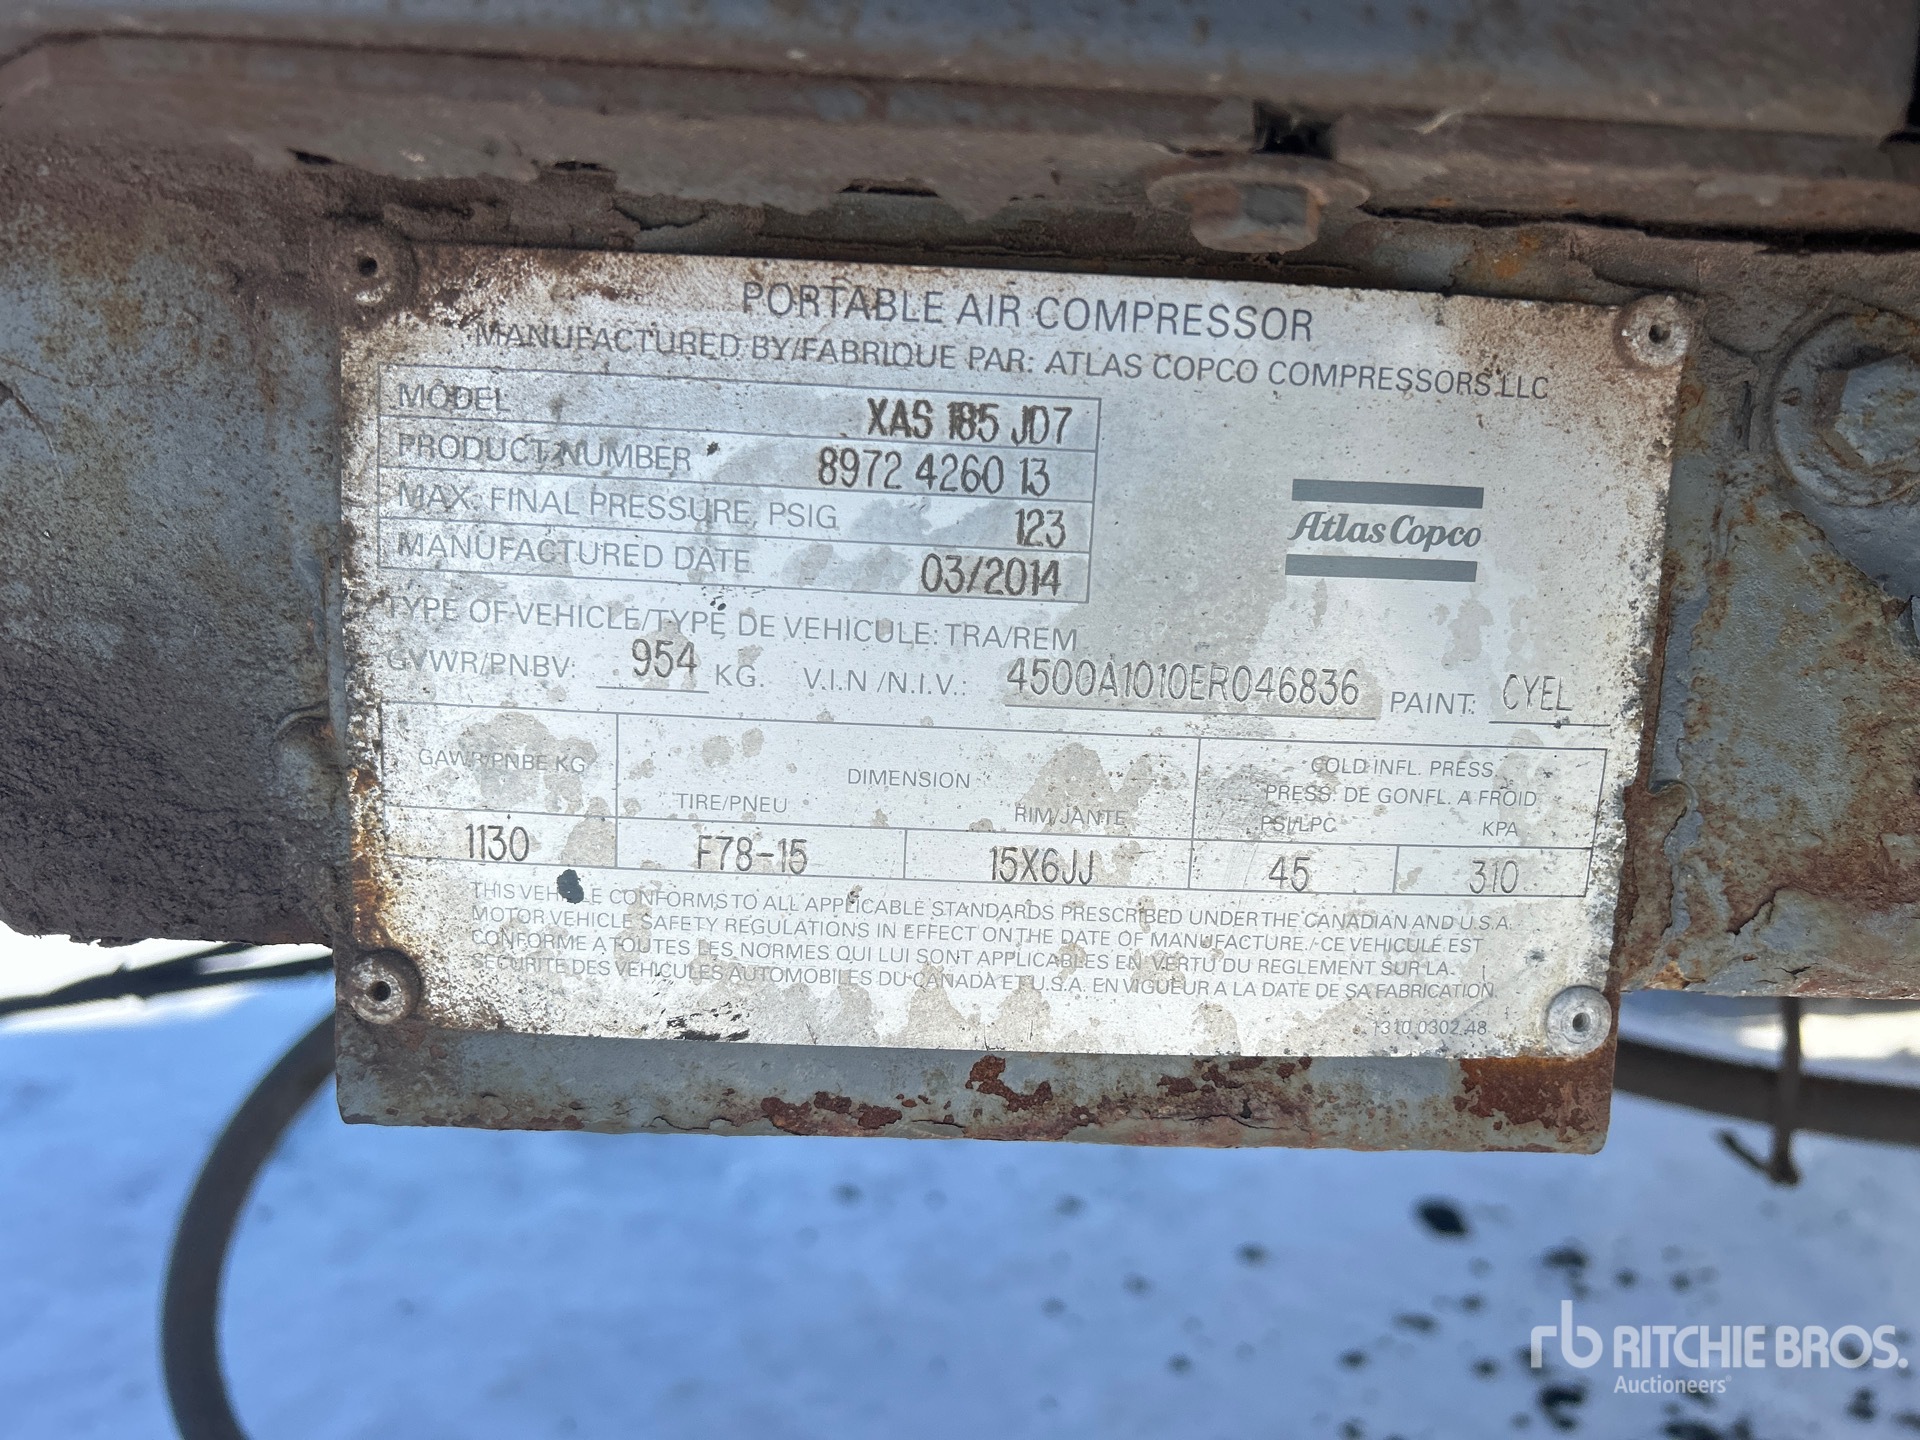 PORTABLE AIR COMPRESSOR
MANUFACTURED BY/FABRIQUE PAR: ATLAS COPCO COMPRESSORS LLC
MODEL XAS 185 JD7
PRODUCT NUMBER 8972 4260 13
MAX. FINAL PRESSURE, PSIG 123
MANUFACTURED DATE 03/2014
Atlas Copco
TYPE OF VEHICLE/TYPE DE VEHICULE: TRA/REM
GVWR/PNBV: 954 KG. V.I.N /N.I.V.: 4500A1010ER046836 PAINT: CYEL
GAWR/PNBE KG DIMENSION COLD INFL. PRESS.
PRESS. DE GONFL. A FROID
TIRE/PNEU RIM/JANTE PSI/LPC KPA
1130 F78-15 15X6JJ 45 310
THIS VEHICLE CONFORMS TO ALL APPLICABLE STANDARDS PRESCRIBED UNDER THE CANADIAN AND U.S.A.
MOTOR VEHICLE SAFETY REGULATIONS IN EFFECT ON THE DATE OF MANUFACTURE./-CE VEHICULE EST
CONFORME A TOUTES LES NORMES QUI LUI SONT APPLICABLES EN VERTU DU REGLEMENT SUR LA
SECURITE DES VEHICULES AUTOMOBILES DU CANADA ET U.S.A. EN VIGUEUR A LA DATE DE SA FABRICATION.
1310 0302 48
rb RITCHIE BROS.
Auctioneers